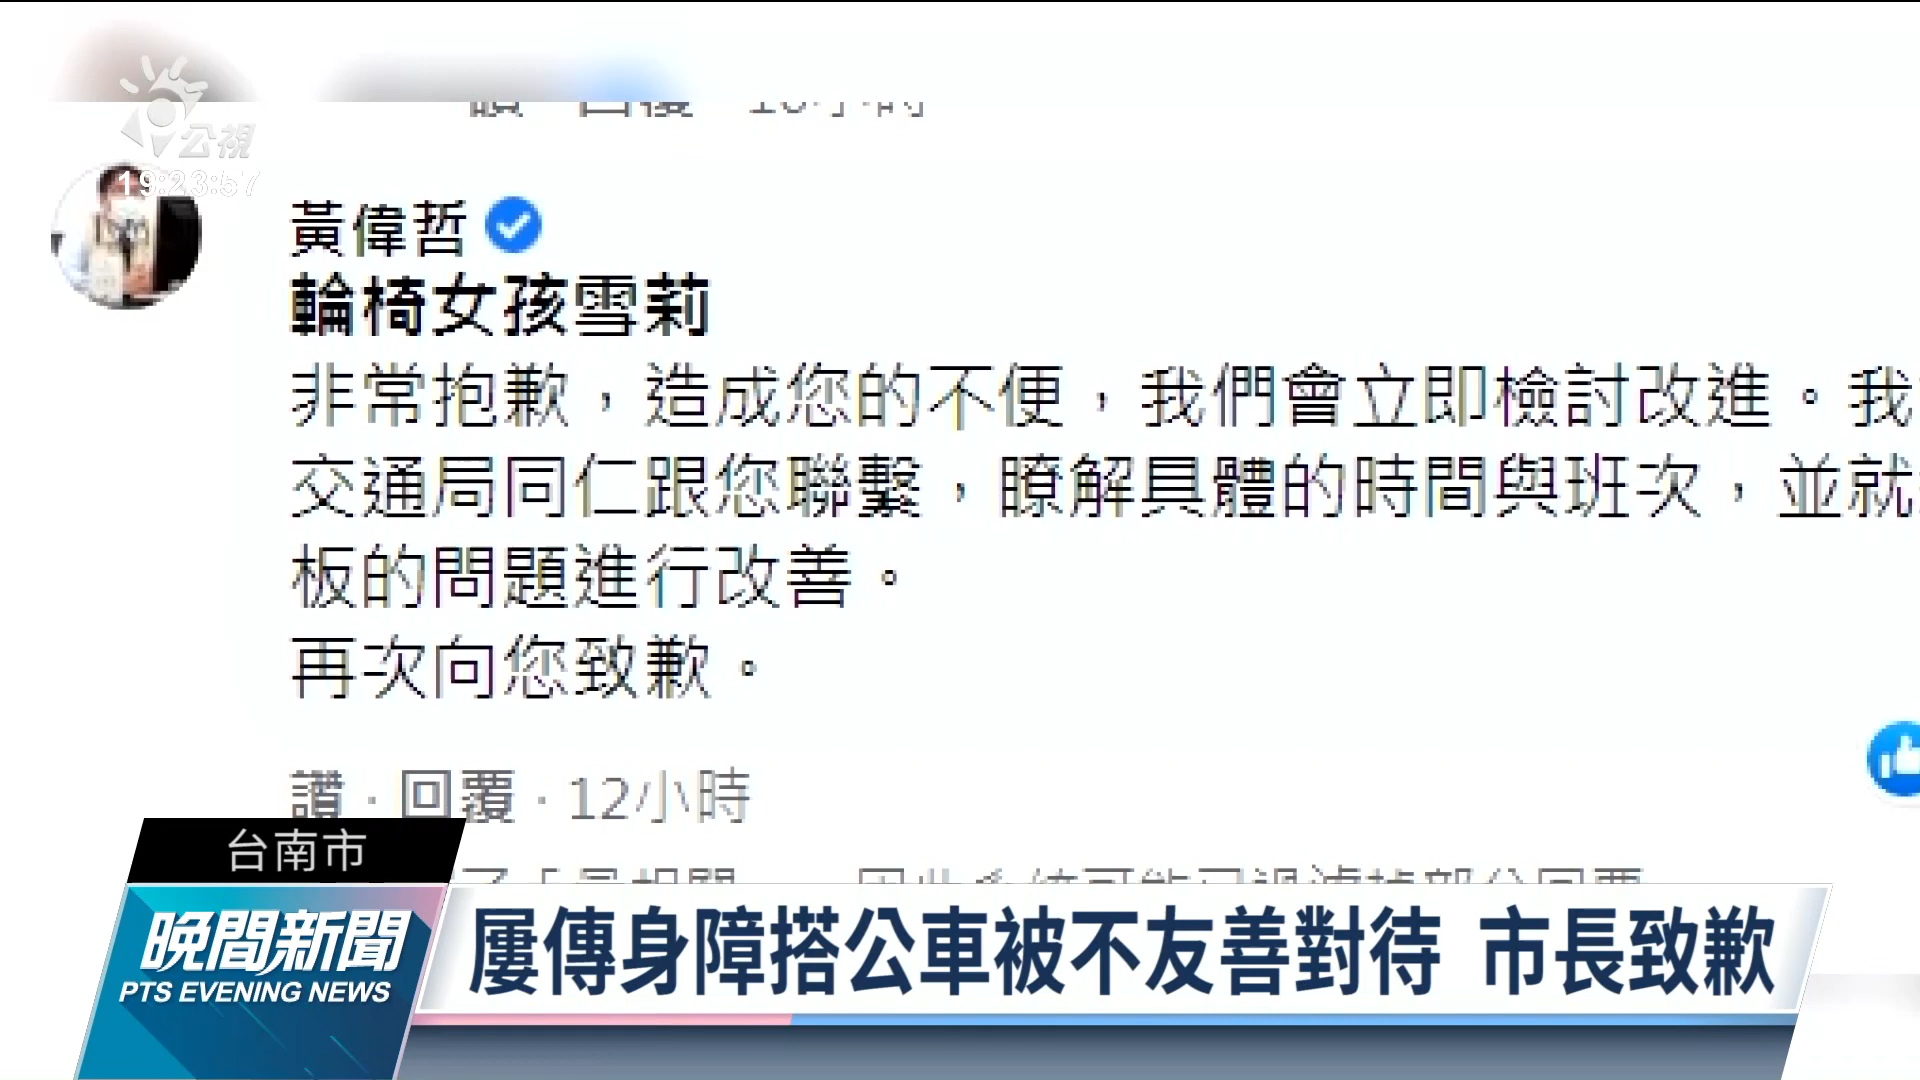 公視
19:23:57
黃偉哲
輪椅女孩雪莉
非常抱歉，造成您的不便，我們會立即檢討改進。我
交通局同仁跟您聯繫，瞭解具體的時間與班次，並就
板的問題進行改善。
再次向您致歉。
讚·回覆·12小時
台南市
晚間新聞
PTS EVENING NEWS
屢傳身障搭公車被不友善對待 市長致歉